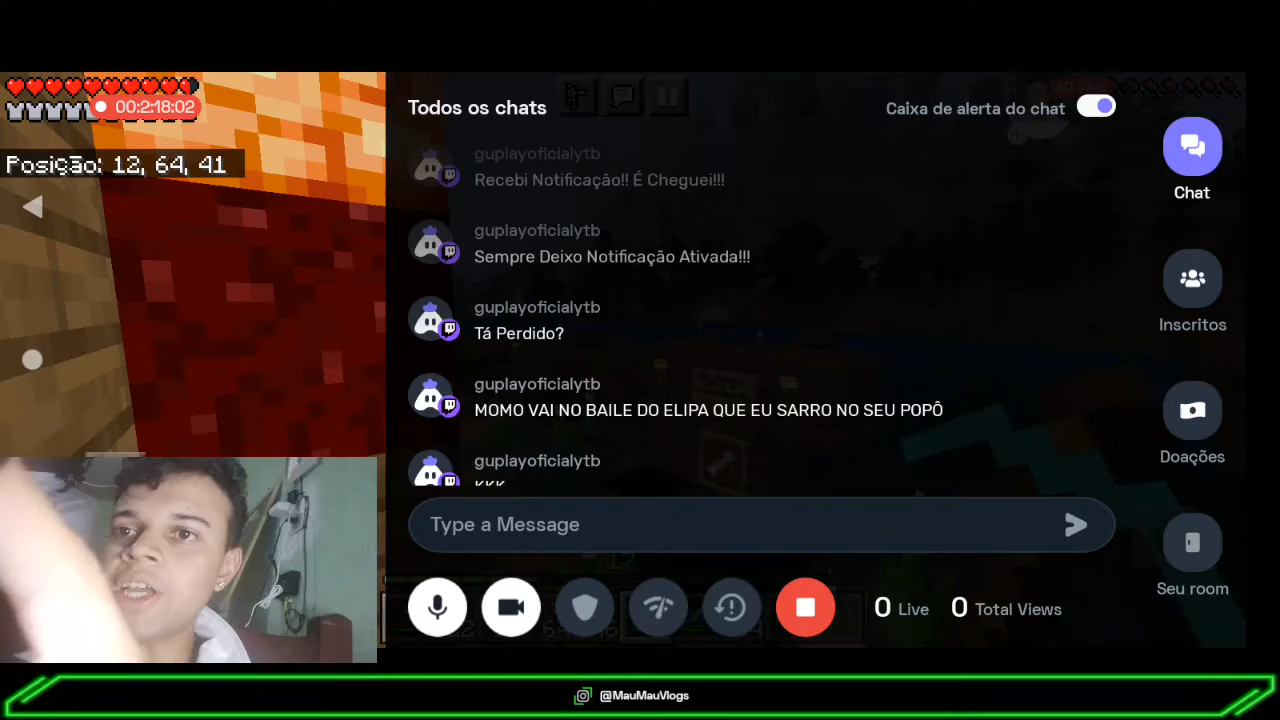 00:2:18:02
Posição: 12, 64, 41
Todos os chats
Caixa de alerta do chat
guplayoficialytb
Recebi Notificação!! É Cheguei!!!
guplayoficialytb
Sempre Deixo Notificação Ativada!!!
guplayoficialytb
Tá Perdido?
guplayoficialytb
MOMO VAI NO BAILE DO ELIPA QUE EU SARRO NO SEU POPÔ
guplayoficialytb
KKK
Type a Message
0 Live 0 Total Views
Chat
Inscritos
Doações
Seu room
@MauMauVlogs